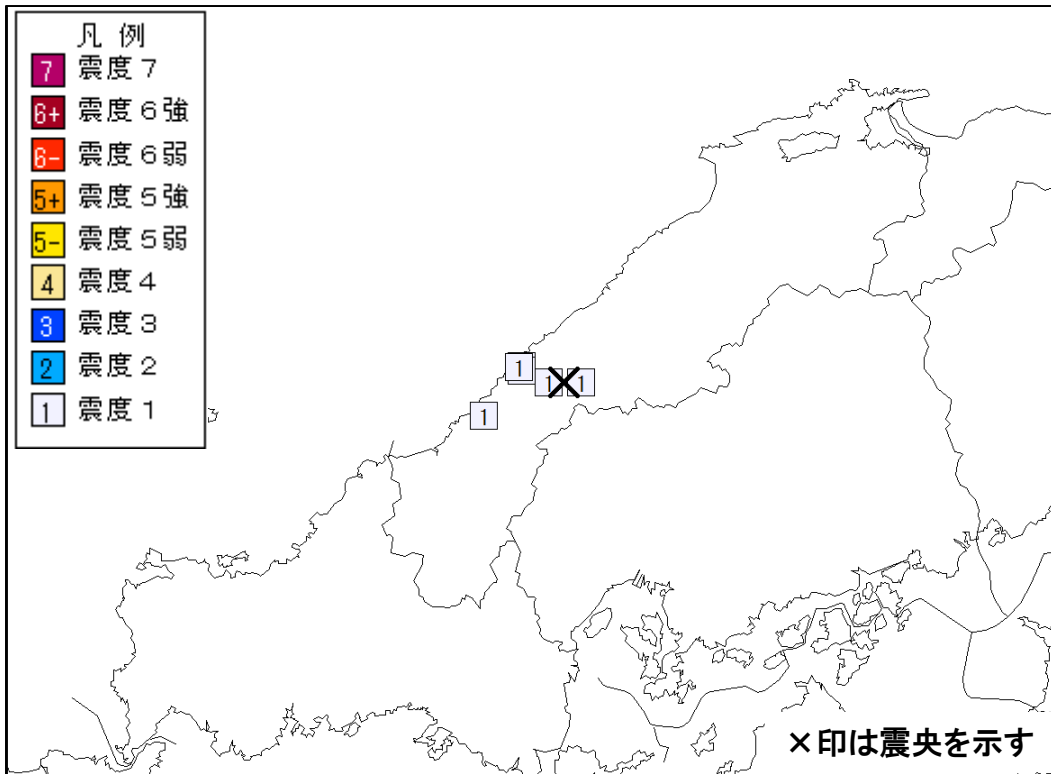 凡 例
7 震度７
6+ 震度６強
6- 震度６弱
5+ 震度５強
5- 震度５弱
4 震度４
3 震度３
2 震度２
1 震度１
1
1 1
1
×印は震央を示す